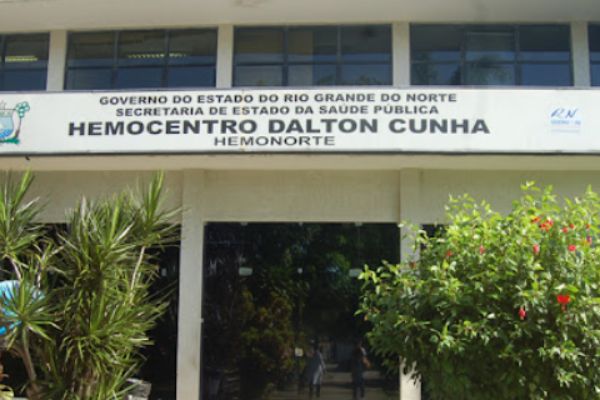 GOVERNO DO ESTADO DO RIO GRANDE DO NORTE
SECRETARIA DE ESTADO DA SAÚDE PÚBLICA
HEMOCENTRO DALTON CUNHA
HEMONORTE
RN